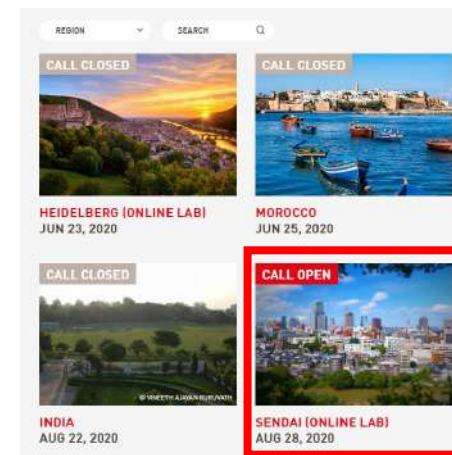 REGION
SEARCH
CALL CLOSED
CALL CLOSED
HEIDELBERG (ONLINE LAB)
JUN 23, 2020
MOROCCO
JUN 25, 2020
CALL CLOSED
CALL OPEN
© VINEETH AJAYAN KURUVATH
INDIA
AUG 22, 2020
SENDAI (ONLINE LAB)
AUG 28, 2020